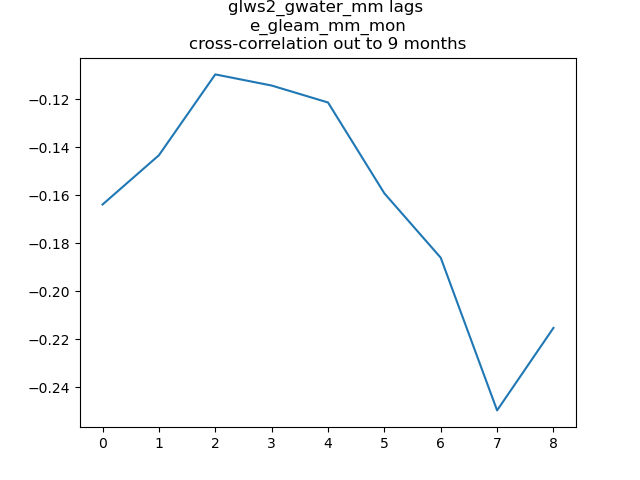 glws2_gwater_mm lags
e_gleam_mm_mon
cross-correlation out to 9 months
−0.12
−0.14
−0.16
−0.18
−0.20
−0.22
−0.24
0 1 2 3 4 5 6 7 8